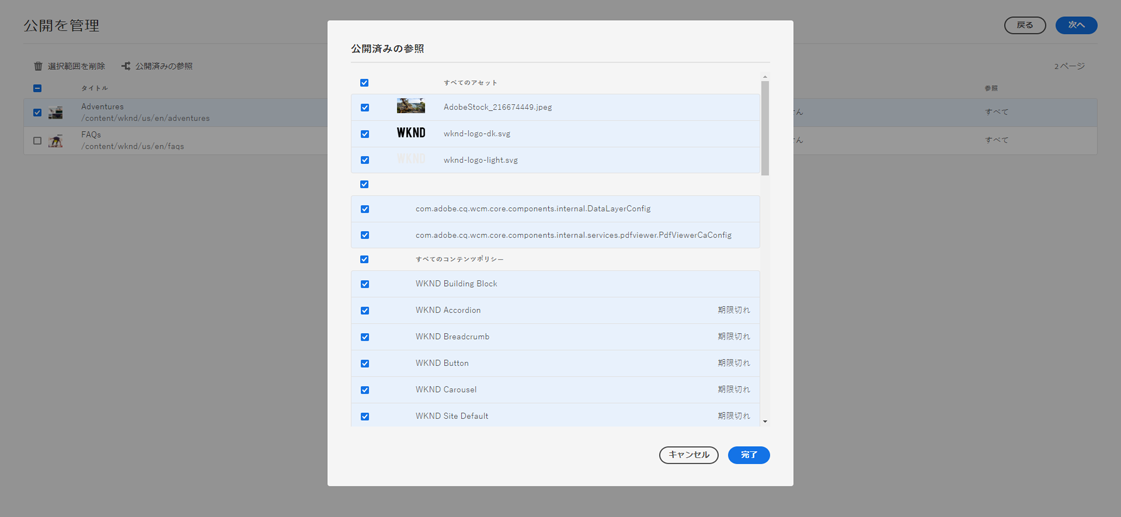 公開を管理
戻る
次へ
選択範囲を削除
公開済みの参照
2 ページ
タイトル
参照
Adventures
/content/wknd/us/en/adventures
さん
すべて
FAQs
/content/wknd/us/en/faqs
さん
すべて
公開済みの参照
すべてのアセット
AdobeStock_216674449.jpeg
WKND
wknd-logo-dk.svg
WKND
wknd-logo-light.svg
com.adobe.cq.wcm.core.components.internal.DataLayerConfig
com.adobe.cq.wcm.core.components.internal.services.pdfviewer.PdfViewerCaConfig
すべてのコンテンツポリシー
WKND Building Block
WKND Accordion 期限切れ
WKND Breadcrumb 期限切れ
WKND Button 期限切れ
WKND Carousel 期限切れ
WKND Site Default 期限切れ
キャンセル
完了